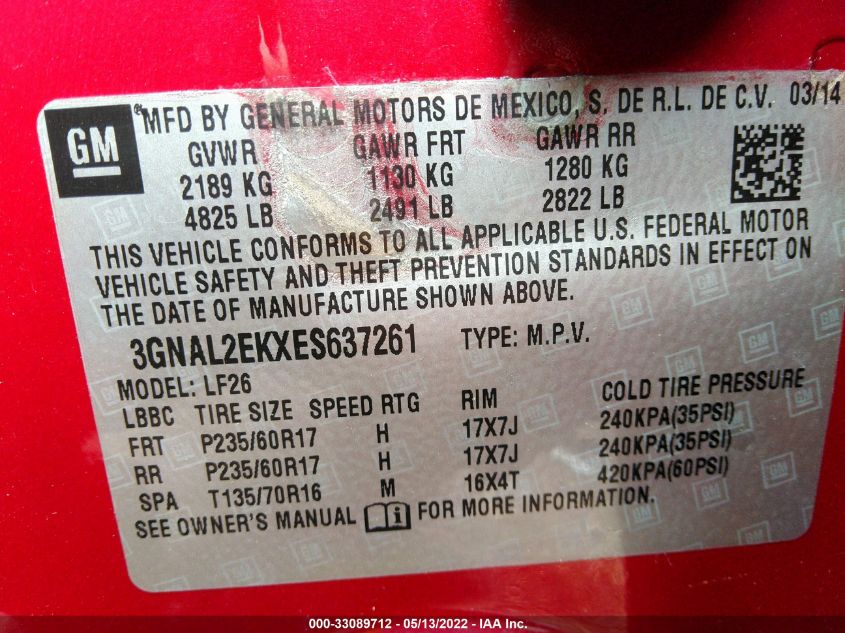 GM
MFD BY GENERAL MOTORS DE MEXICO, S. DE R.L. DE C.V. 03/14
GVWR GAWR FRT GAWR RR
2189 KG 1130 KG 1280 KG
4825 LB 2491 LB 2822 LB
THIS VEHICLE CONFORMS TO ALL APPLICABLE U.S. FEDERAL MOTOR
VEHICLE SAFETY AND THEFT PREVENTION STANDARDS IN EFFECT ON
THE DATE OF MANUFACTURE SHOWN ABOVE.
3GNAL2EKXES637261 TYPE: M.P.V.
MODEL: LF26
LBBC TIRE SIZE SPEED RTG RIM COLD TIRE PRESSURE
FRT P235/60R17 H 17X7J 240KPA(35PSI)
RR P235/60R17 H 17X7J 240KPA(35PSI)
SPA T135/70R16 M 16X4T 420KPA(60PSI)
SEE OWNER'S MANUAL FOR MORE INFORMATION.
000-33089712 - 05/13/2022 - IAA Inc.